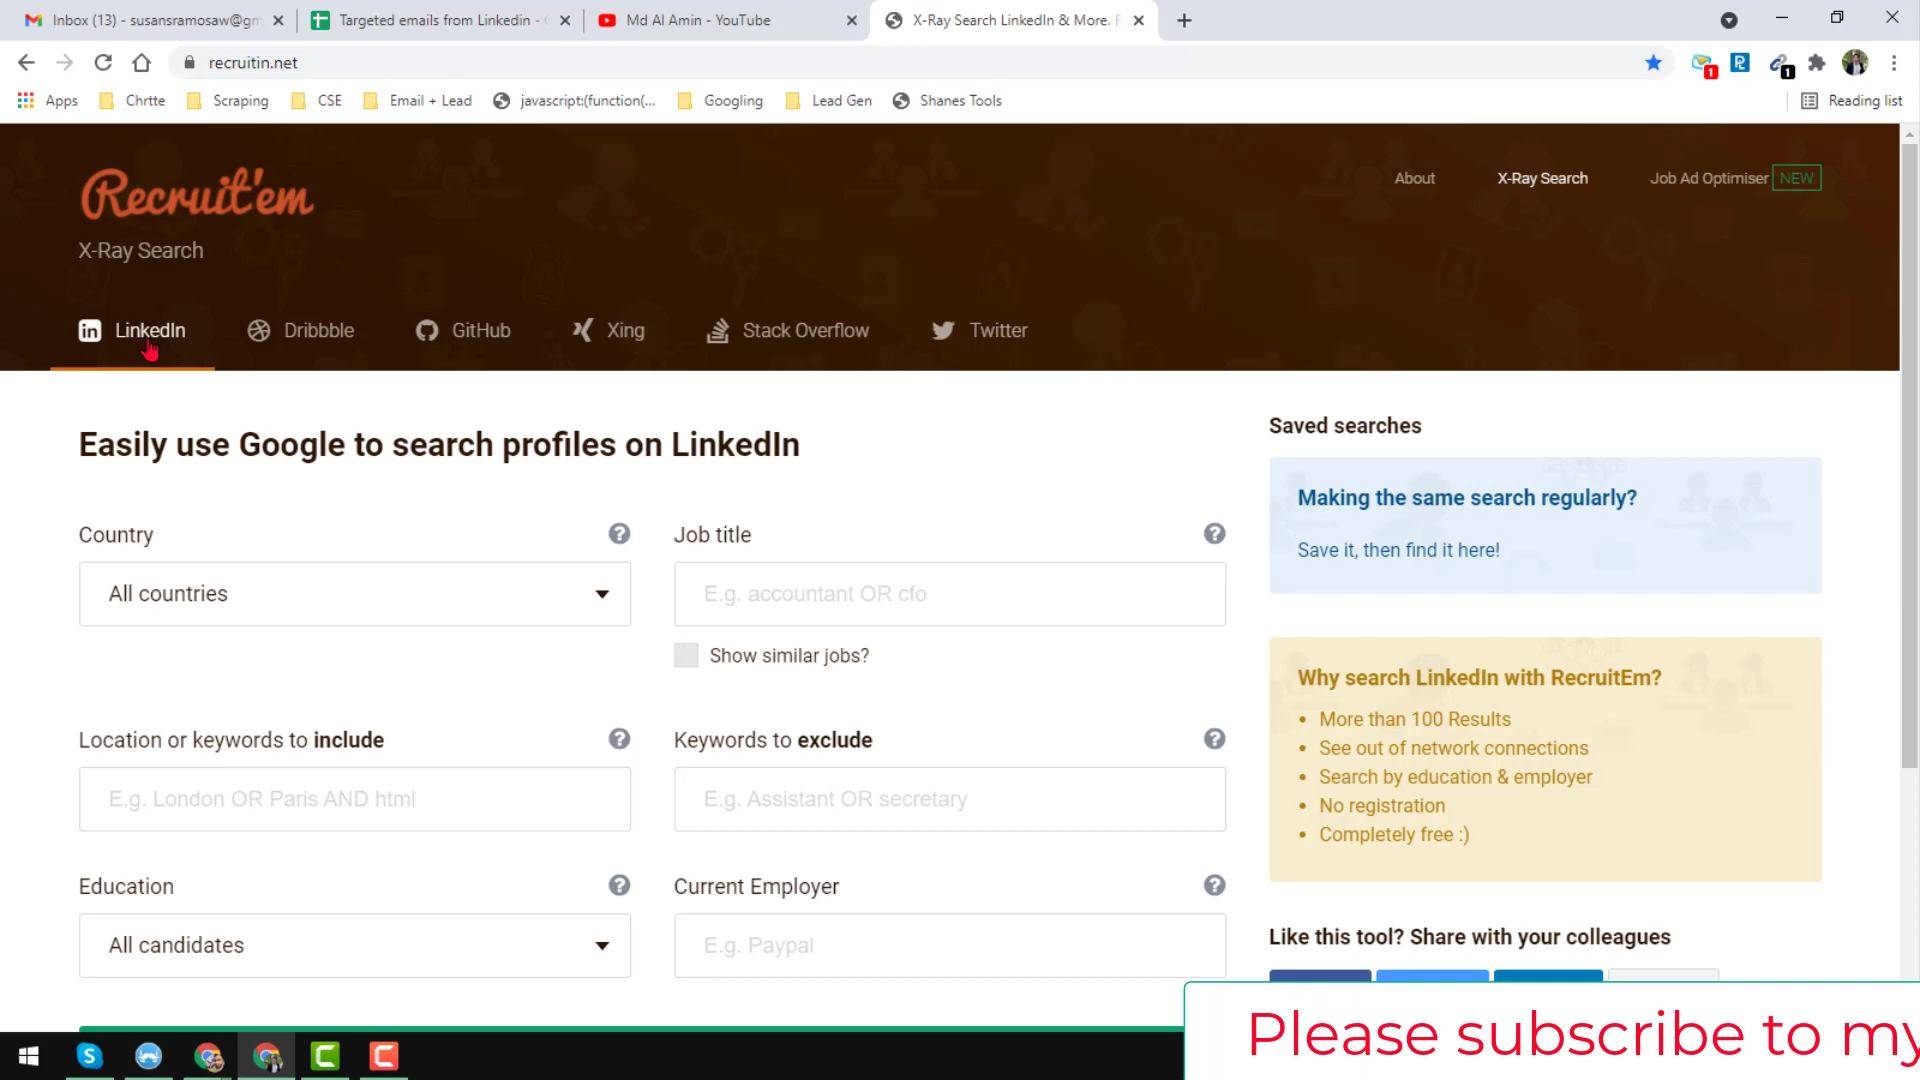 Inbox (13) - susansramosaw@gm
Targeted emails from Linkedin -
Md Al Amin - YouTube
X-Ray Search LinkedIn & More. F
recruitin.net
1
1
Apps
Chrtte
Scraping
CSE
Email + Lead
javascript:(function(...
Googling
Lead Gen
Shanes Tools
Reading list
Recruit'em
X-Ray Search
About
X-Ray Search
Job Ad Optimiser NEW
LinkedIn
Dribbble
GitHub
Xing
Stack Overflow
Twitter
Easily use Google to search profiles on LinkedIn
Country
All countries
Job title
E.g. accountant OR cfo
Show similar jobs?
Location or keywords to include
E.g. London OR Paris AND html
Keywords to exclude
E.g. Assistant OR secretary
Education
All candidates
Current Employer
E.g. Paypal
Saved searches
Making the same search regularly?
Save it, then find it here!
Why search LinkedIn with RecruitEm?
More than 100 Results
See out of network connections
Search by education & employer
No registration
Completely free :)
Like this tool? Share with your colleagues
Please subscribe to my